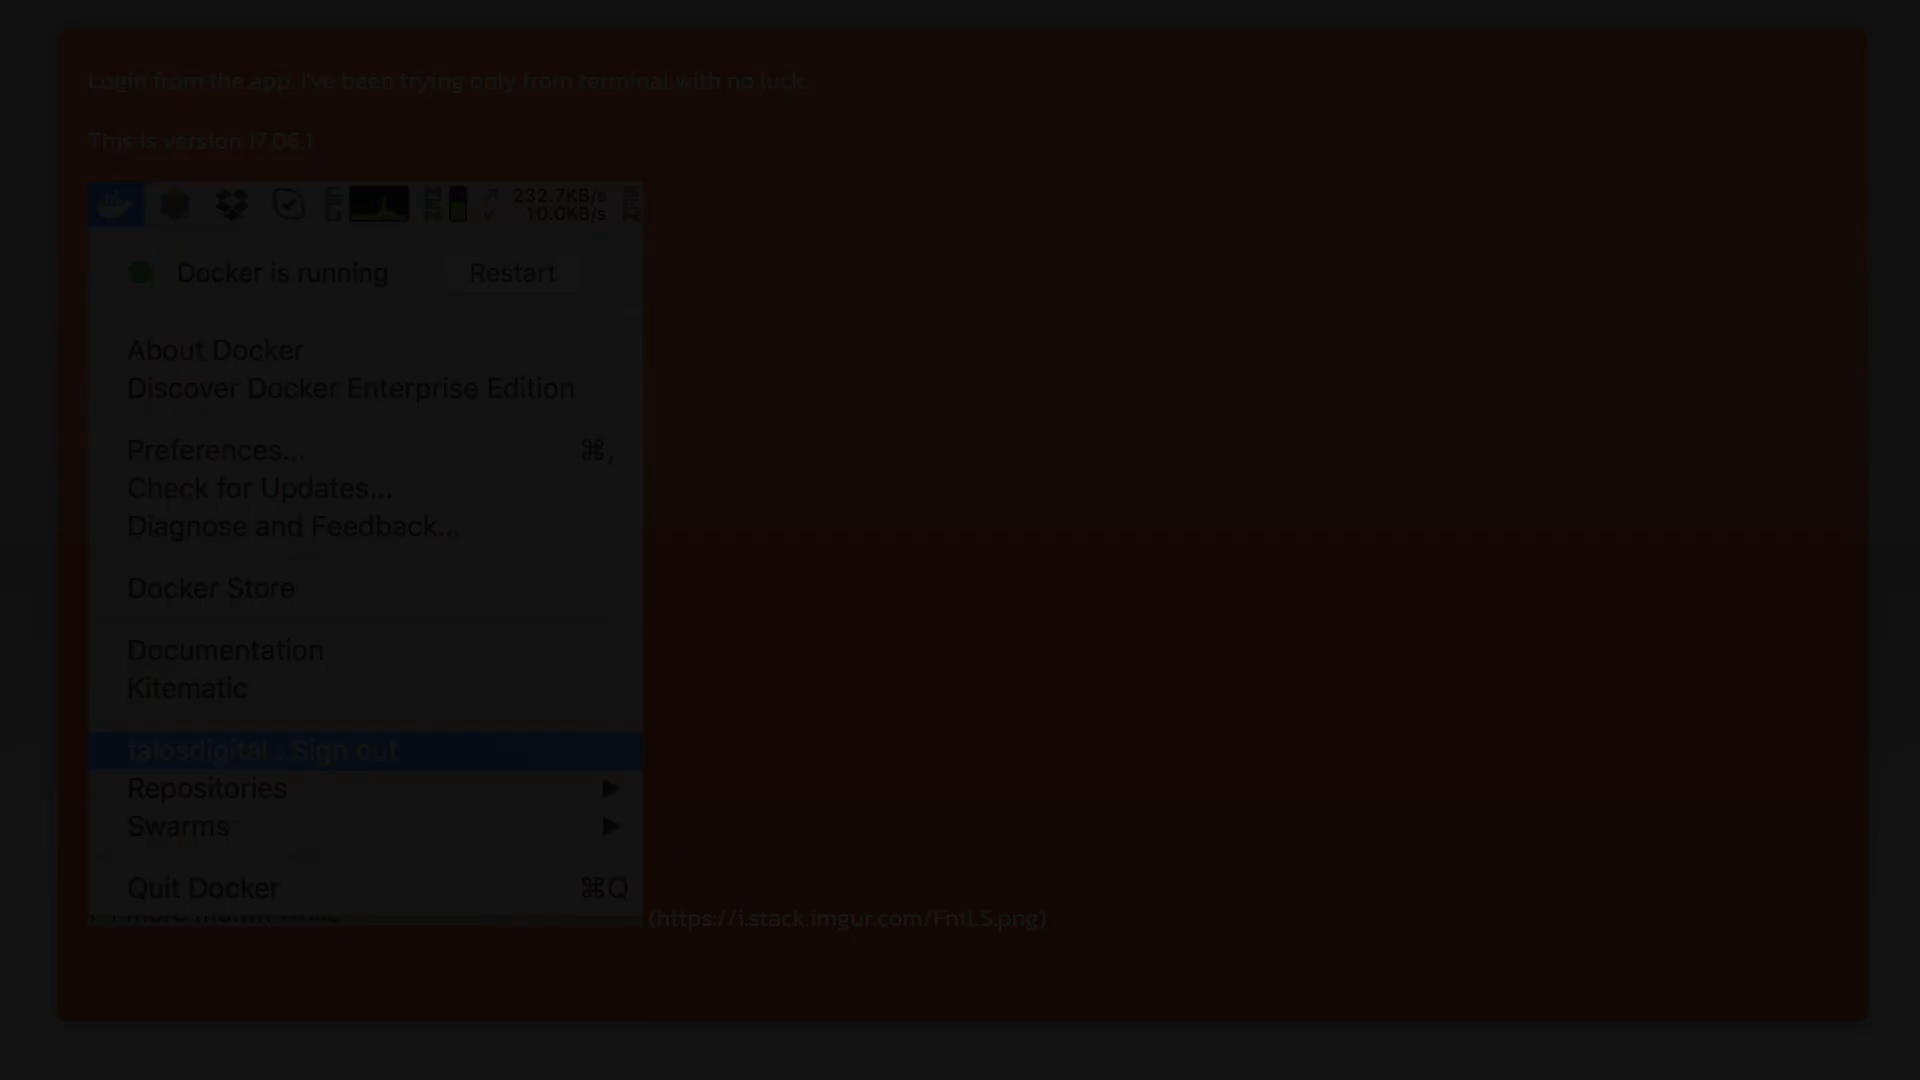 Login from the app. I've been trying only from terminal with no luck.
This is version 17.06.1
232.7KB/s
10.0KB/s
Docker is running
Restart
About Docker
Discover Docker Enterprise Edition
Preferences... ⌘,
Check for Updates...
Diagnose and Feedback...
Docker Store
Documentation
Kitematic
talosdigital : Sign out
Repositories ▶
Swarms ▶
Quit Docker ⌘Q
(https://i.stack.imgur.com/FntLS.png)